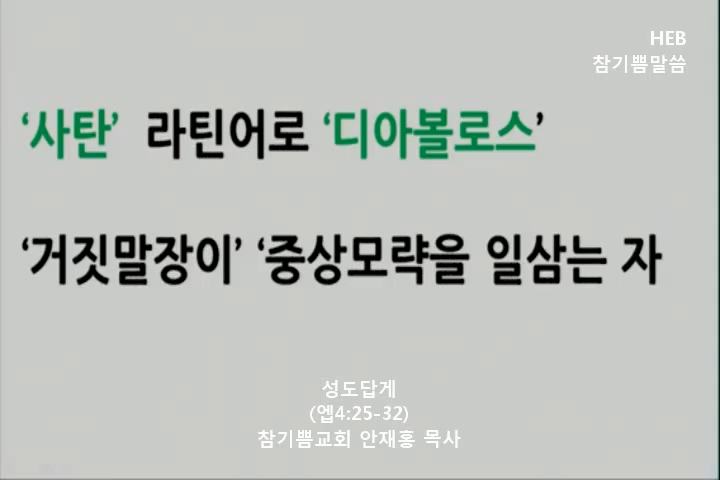 HEB
참기쁨말씀
‘사탄’ 라틴어로 ‘디아볼로스’
‘거짓말장이’ ‘중상모략을 일삼는 자
성도답게
(엡4:25-32)
참기쁨교회 안재홍 목사